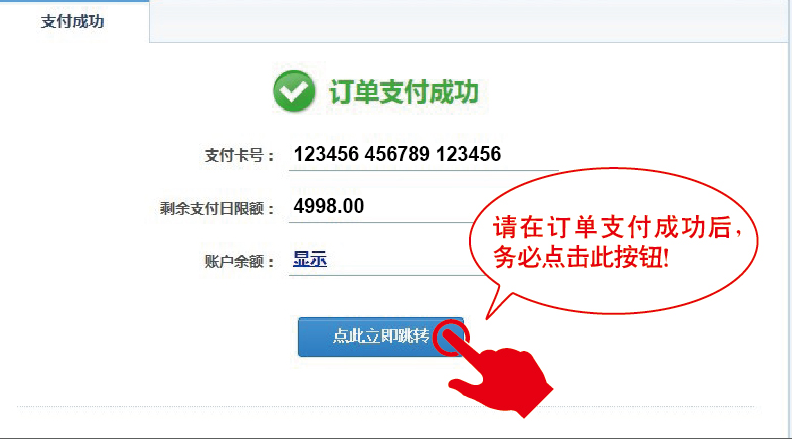 支付成功
订单支付成功
支付卡号： 123456 456789 123456
剩余支付日限额： 4998.00
账户余额： 显示
请在订单支付成功后，
务必点击此按钮!
点此立即跳转